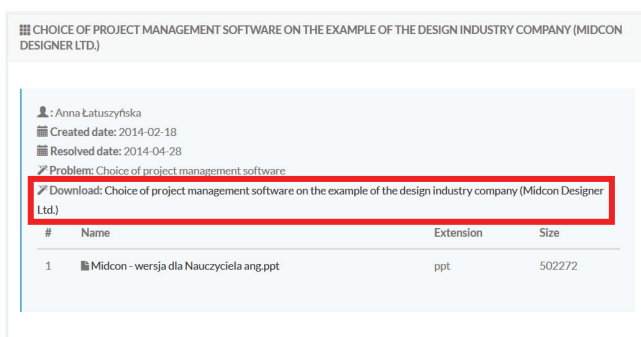 CHOICE OF PROJECT MANAGEMENT SOFTWARE ON THE EXAMPLE OF THE DESIGN INDUSTRY COMPANY (MIDCON
DESIGNER LTD.)
: Anna Łatuszyńska
Created date: 2014-02-18
Resolved date: 2014-04-28
Problem: Choice of project management software
Download: Choice of project management software on the example of the design industry company (Midcon Designer
Ltd.)
# Name Extension Size
1 Midcon - wersja dla Nauczyciela ang.ppt ppt 502272